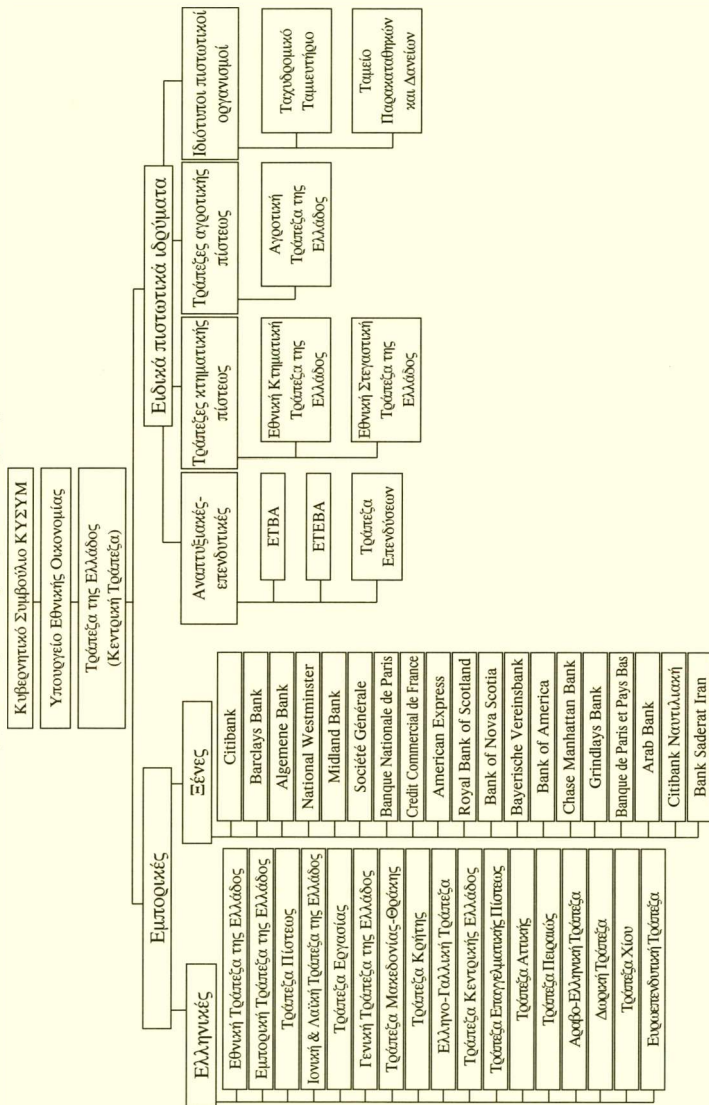 Κυβερνητικό Συμβούλιο ΚΥΣΥΜ
Υπουργείο Εθνικής Οικονομίας
Τράπεζα της Ελλάδος
(Κεντρική Τράπεζα)
Εμπορικές
Ελληνικές
Εθνική Τράπεζα της Ελλάδος
Εμπορική Τράπεζα της Ελλάδος
Τράπεζα Πίστεως
Ιονική & Λαϊκή Τράπεζα της Ελλάδος
Τράπεζα Εργασίας
Γενική Τράπεζα της Ελλάδος
Τράπεζα Μακεδονίας-Θράκης
Τράπεζα Κρήτης
Ελληνο-Γαλλική Τράπεζα
Τράπεζα Κεντρικής Ελλάδος
Τράπεζα Επαγγελματικής Πίστεως
Τράπεζα Αττικής
Τράπεζα Πειραιώς
Αραβο-Ελληνική Τράπεζα
Δωρική Τράπεζα
Τράπεζα Χίου
Ευρωεπενδυτική Τράπεζα
Ξένες
Citibank
Barclays Bank
Algemene Bank
National Westminster
Midland Bank
Société Générale
Banque Nationale de Paris
Credit Commercial de France
American Express
Royal Bank of Scotland
Bank of Nova Scotia
Bayerische Vereinsbank
Bank of America
Chase Manhattan Bank
Grindlays Bank
Banque de Paris et Pays Bas
Arab Bank
Citibank Ναυτιλιακή
Bank Saderat Iran
Ειδικά πιστωτικά ιδρύματα
Αναπτυξιακές-
επενδυτικές
ΕΤΒΑ
ΕΤΕΒΑ
Τράπεζα
Επενδύσεων
Τράπεζες κτηματικής
πίστεως
Εθνική Κτηματική
Τράπεζα της
Ελλάδος
Εθνική Στεγαστική
Τράπεζα της
Ελλάδος
Τράπεζες αγροτικής
πίστεως
Αγροτική
Τράπεζα της
Ελλάδος
Ιδιότυποι πιστωτικοί
οργανισμοί
Ταχυδρομικό
Ταμιευτήριο
Ταμείο
Παρακαταθηκών
και Δανείων